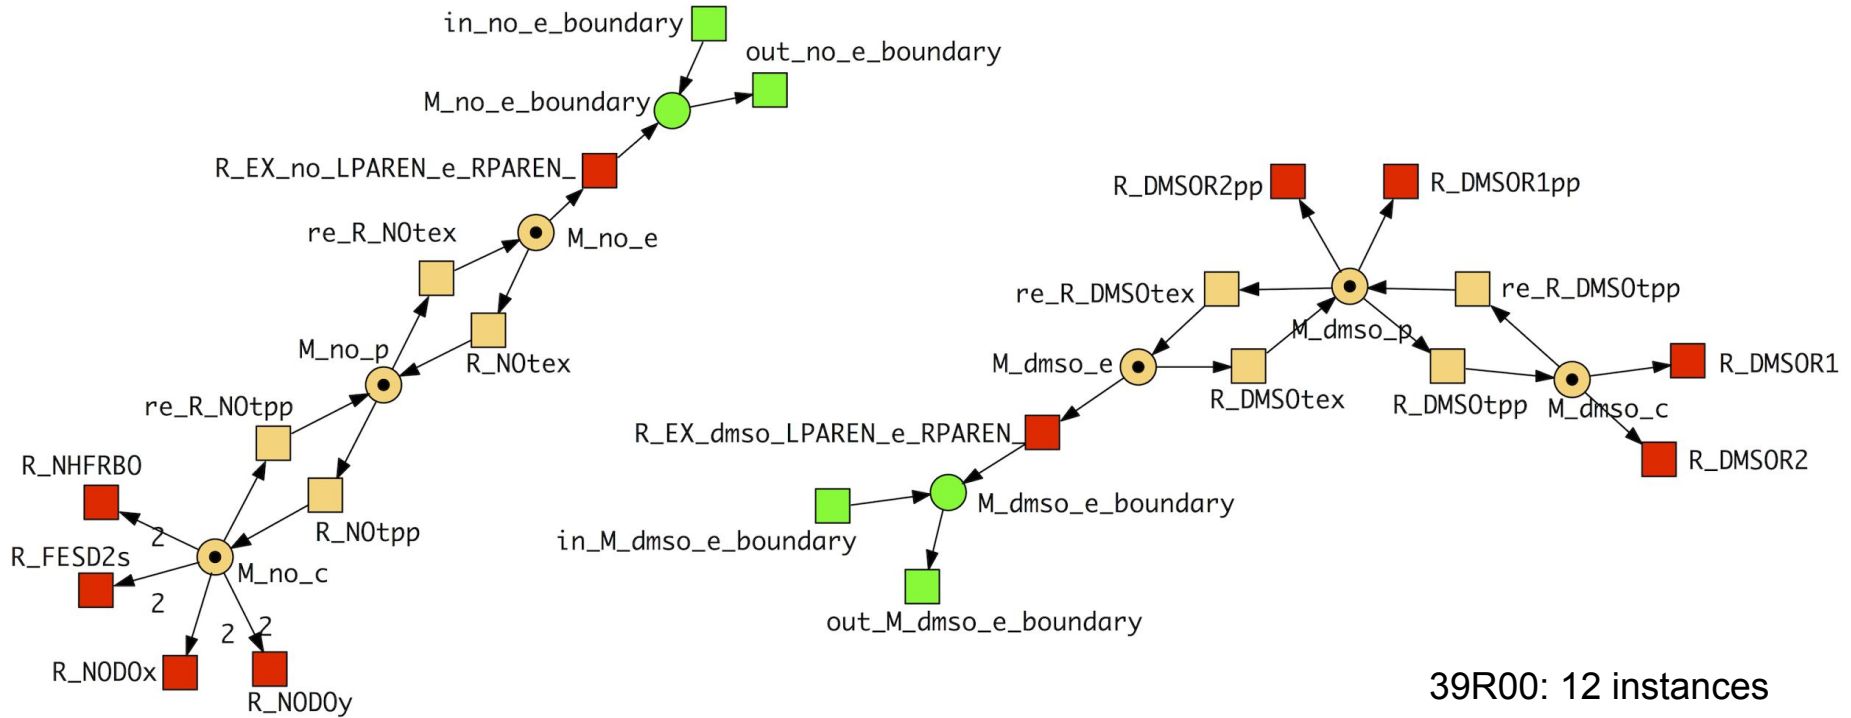 in_no_e_boundary
out_no_e_boundary
M_no_e_boundary
R_EX_no_LPAREN_e_RPAREN_
re_R_NOtex
M_no_e
M_no_p
R_NOtex
re_R_NOtpp
R_NHFRBO
2
R_NOtpp
R_FESD2s
M_no_c
2
2
2
R_NODOx
R_NODOy
R_DMSOR2pp
R_DMSOR1pp
re_R_DMSOtex
re_R_DMSOtpp
M_dmso_p
M_dmso_e
R_DMSOR1
R_DMSOtex
R_DMSOtpp
M_dmso_c
R_EX_dmso_LPAREN_e_RPAREN_
R_DMSOR2
M_dmso_e_boundary
in_M_dmso_e_boundary
out_M_dmso_e_boundary
39R00: 12 instances